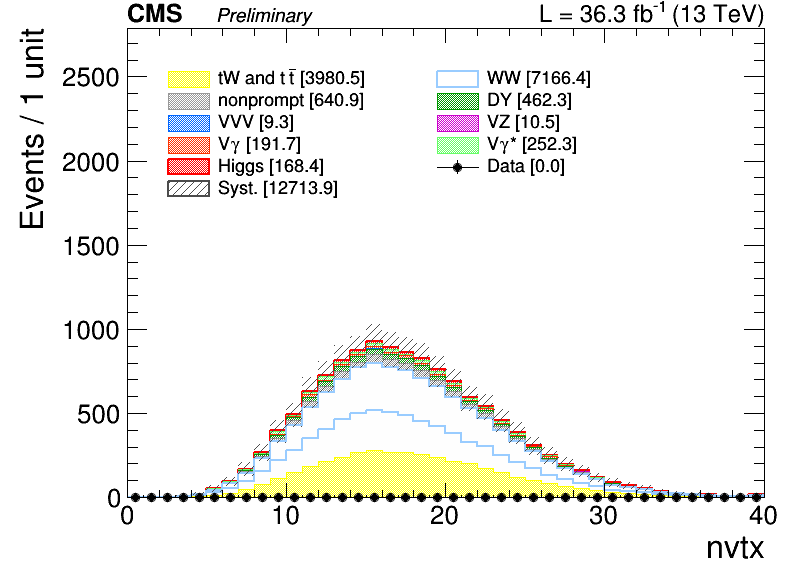 CMS Preliminary L = 36.3 fb⁻¹ (13 TeV)
Events / 1 unit
2500
2000
1500
1000
500
0
tW and tt̅ [3980.5] WW [7166.4]
nonprompt [640.9] DY [462.3]
VVV [9.3] VZ [10.5]
Vγ [191.7] Vγ* [252.3]
Higgs [168.4] Data [0.0]
Syst. [12713.9]
0 10 20 30 40
nvtx